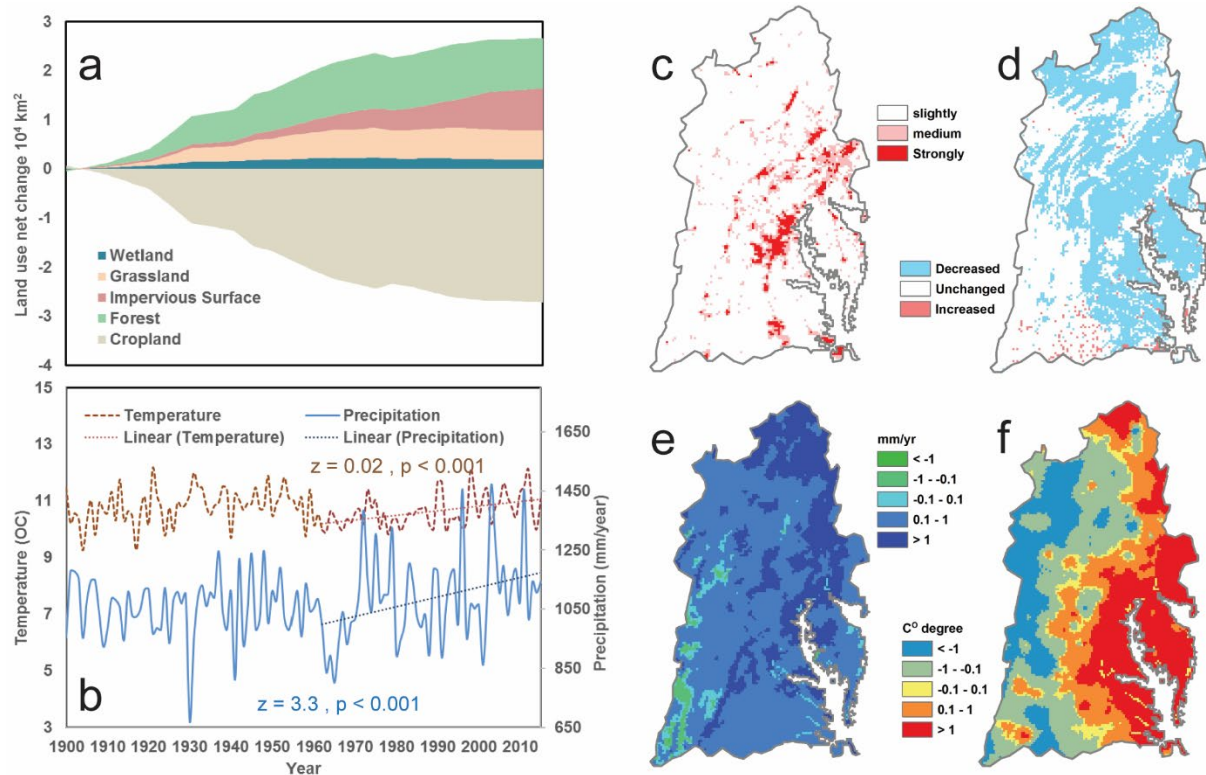 a
Land use net change 10⁴ km²
3
2
1
0
-1
-2
-3
-4
Wetland
Grassland
Impervious Surface
Forest
Cropland
c
slightly
medium
Strongly
d
Decreased
Unchanged
Increased
b
Temperature (OC)
15
13
11
9
7
5
3
Temperature
Precipitation
Linear (Temperature)
Linear (Precipitation)
z = 0.02 , p < 0.001
z = 3.3 , p < 0.001
1650
1450
1250
1050
850
650
Precipitation (mm/year)
1900 1910 1920 1930 1940 1950 1960 1970 1980 1990 2000 2010
Year
e
mm/yr
< -1
-1 - -0.1
-0.1 - 0.1
0.1 - 1
> 1
f
C⁰ degree
< -1
-1 - -0.1
-0.1 - 0.1
0.1 - 1
> 1